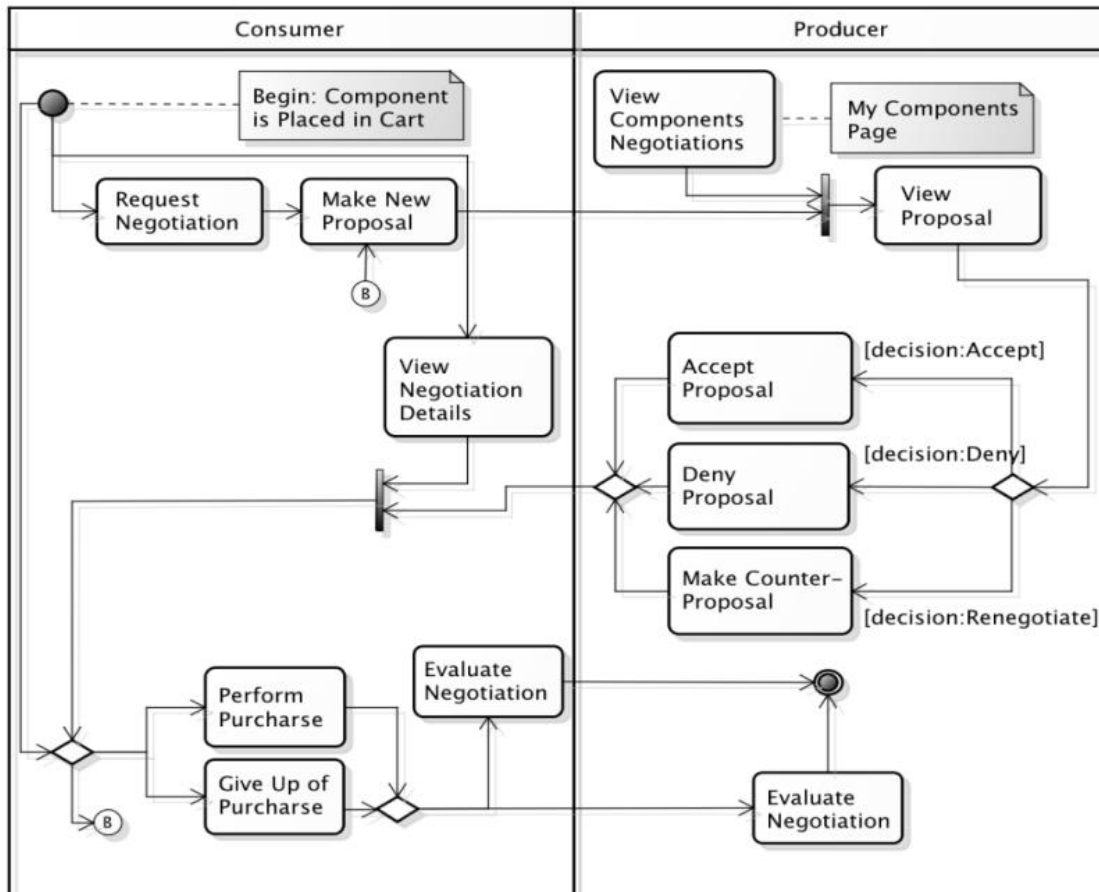 Consumer
Producer
Begin: Component
is Placed in Cart
View
Components
Negotiations
My Components
Page
Request
Negotiation
Make New
Proposal
View
Proposal
B
View
Negotiation
Details
[decision:Accept]
Accept
Proposal
[decision:Deny]
Deny
Proposal
Make Counter-
Proposal
[decision:Renegotiate]
Evaluate
Negotiation
Perform
Purcharse
Give Up of
Purcharse
B
Evaluate
Negotiation